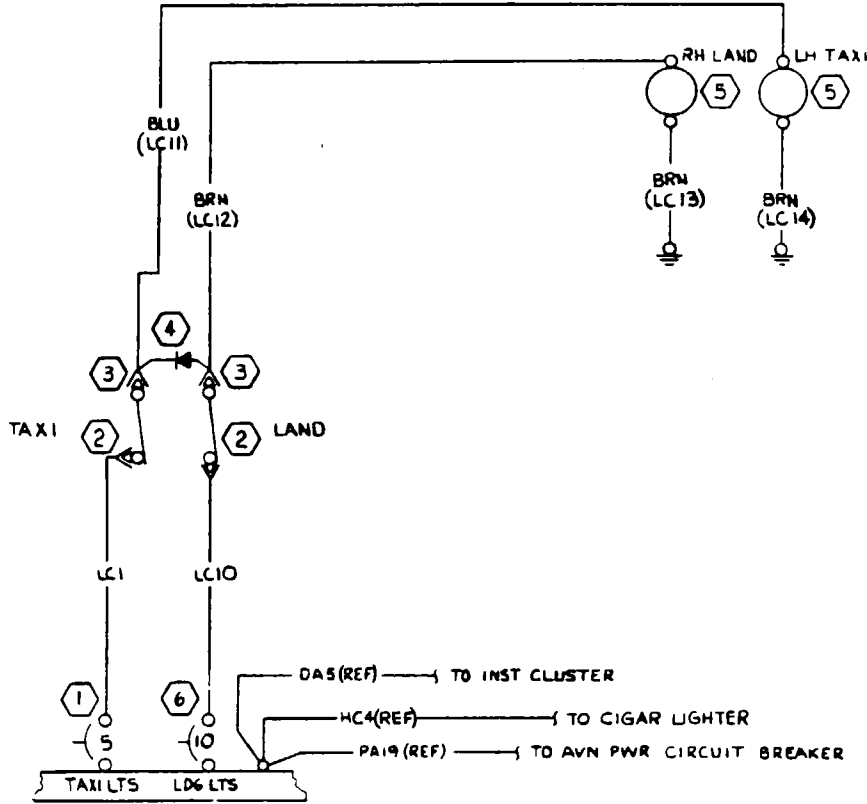 RH LAND
LH TAXI
5
5
BLU
(LC11)
BRN
(LC12)
BRN
(LC13)
BRN
(LC14)
4
3
3
TAXI
2
2
LAND
LC1
LC10
DA5(REF)
TO INST CLUSTER
1
6
HC4(REF)
TO CIGAR LIGHTER
5
10
PA19 (REF)
TO AVN PWR CIRCUIT BREAKER
TAXI LTS
LDG LTS